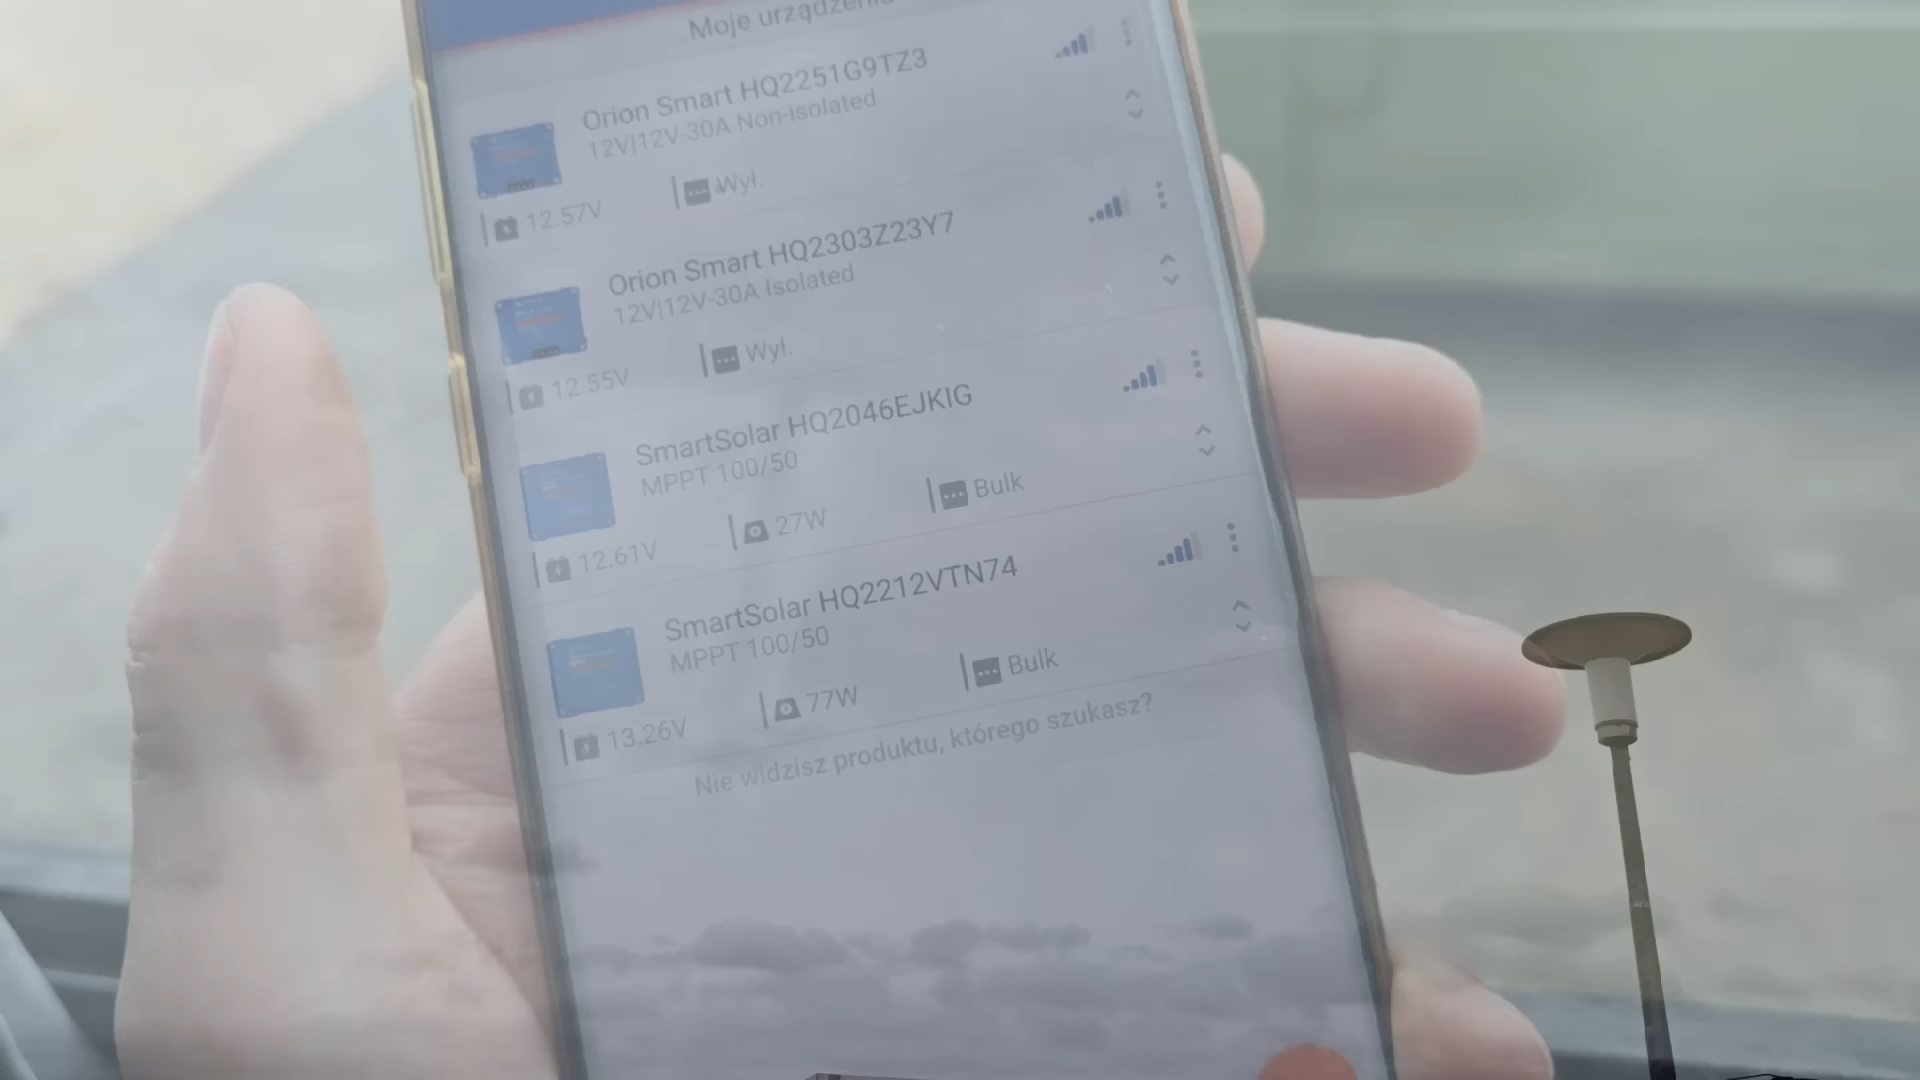 Moje urządzenia
Orion Smart HQ2251G9TZ3
12V|12V-30A Non-isolated
12.57V
Wył.
Orion Smart HQ2303Z23Y7
12V|12V-30A Isolated
12.55V
Wył.
SmartSolar HQ2046EJKIG
MPPT 100/50
12.61V
27W
Bulk
SmartSolar HQ2212VTN74
MPPT 100/50
13.26V
77W
Bulk
Nie widzisz produktu, którego szukasz?